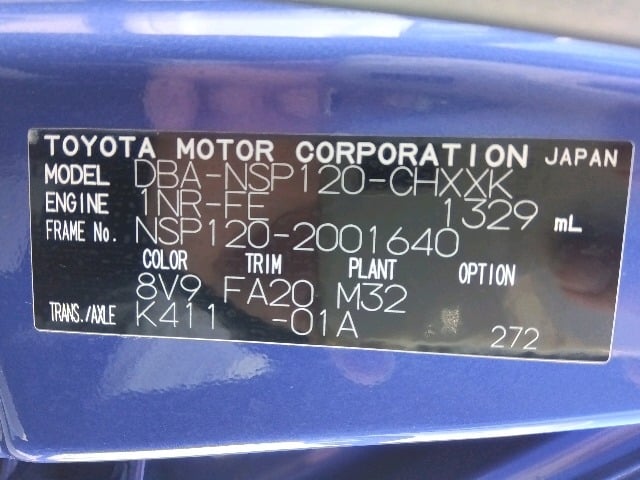 TOYOTA MOTOR CORPORATION JAPAN
MODEL DBA-NSP120-CHXXK
ENGINE 1NR-FE 1329 mL
FRAME No. NSP120-2001640
COLOR TRIM PLANT OPTION
8V9 FA20 M32
TRANS./AXLE K411 -01A
272